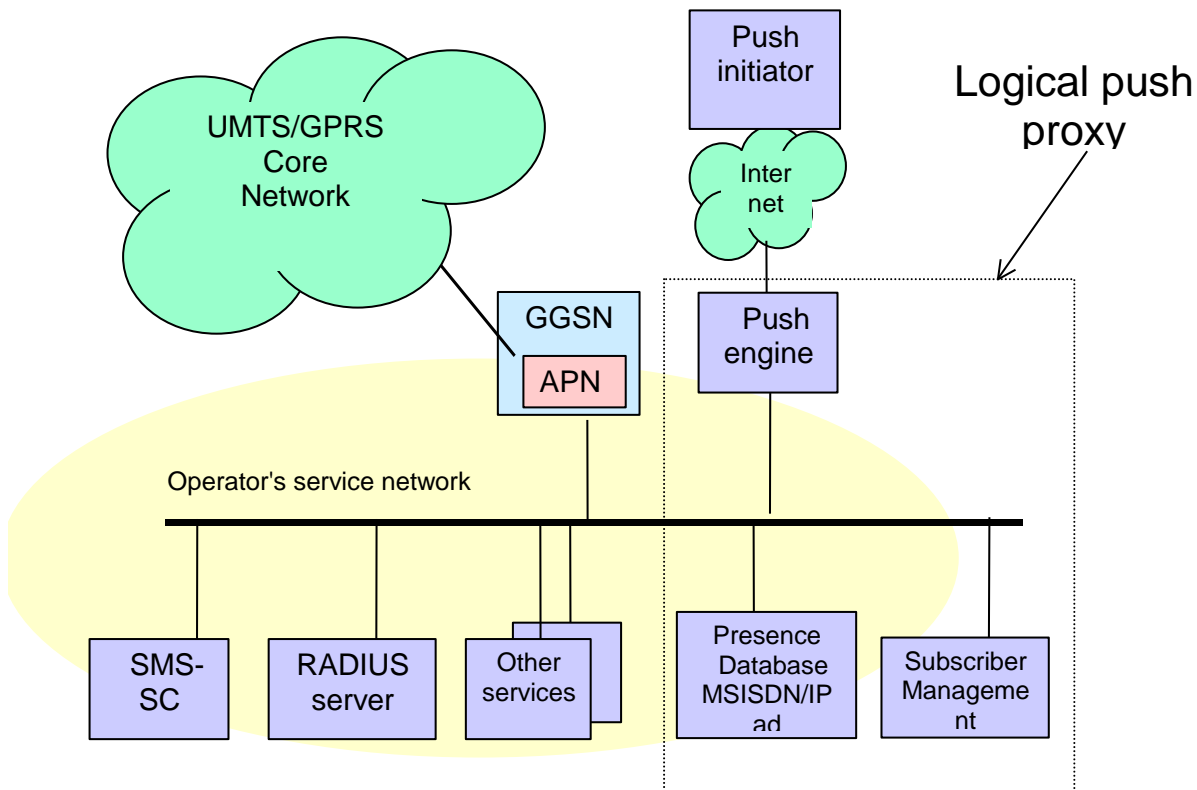 Push
initiator
Logical push
proxy
UMTS/GPRS
Core
Network
Inter
net
GGSN
APN
Push
engine
Operator's service network
SMS-
SC
RADIUS
server
Other
services
Presence
Database
MSISDN/IP
ad
Subscriber
Manageme
nt